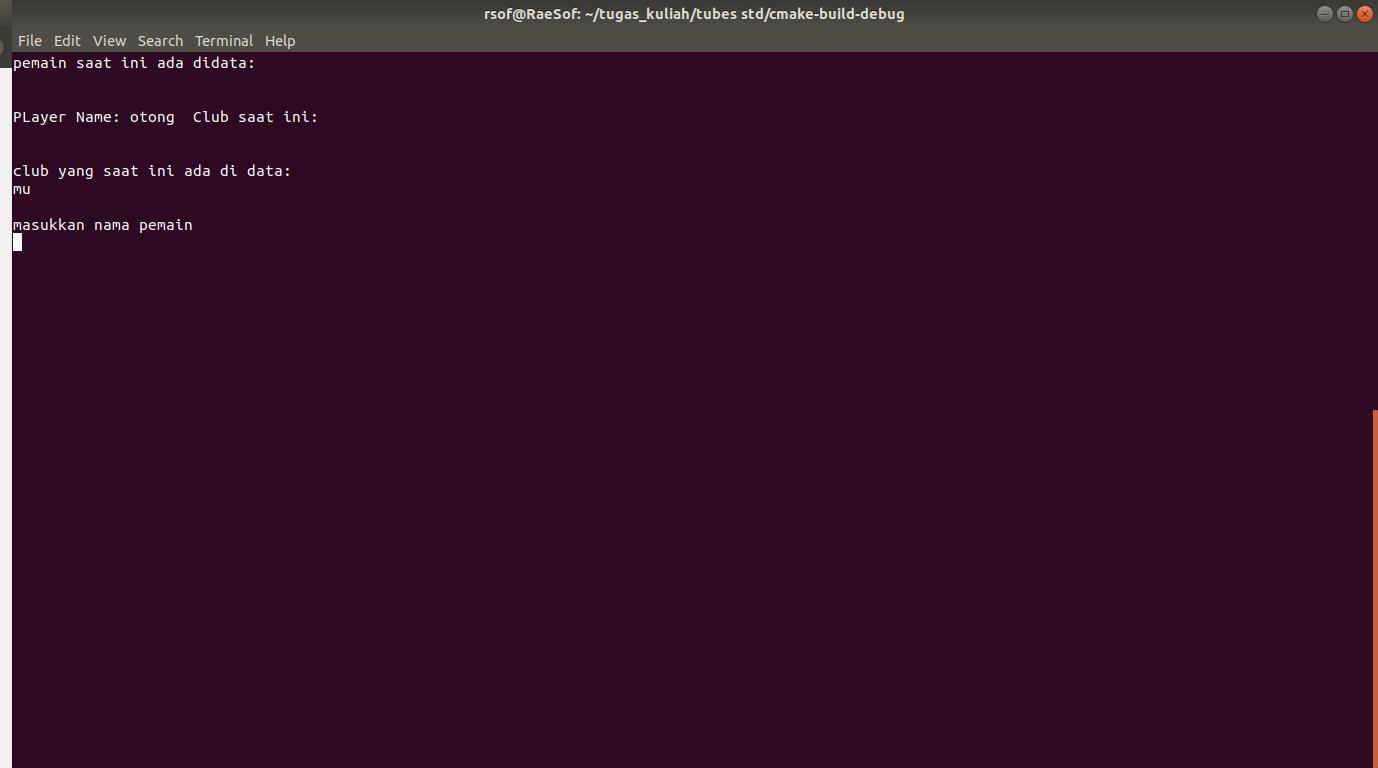 rsof@RaeSof: ~/tugas_kuliah/tubes std/cmake-build-debug
File Edit View Search Terminal Help
pemain saat ini ada didata:
PLayer Name: otong  Club saat ini:
club yang saat ini ada di data:
mu
masukkan nama pemain